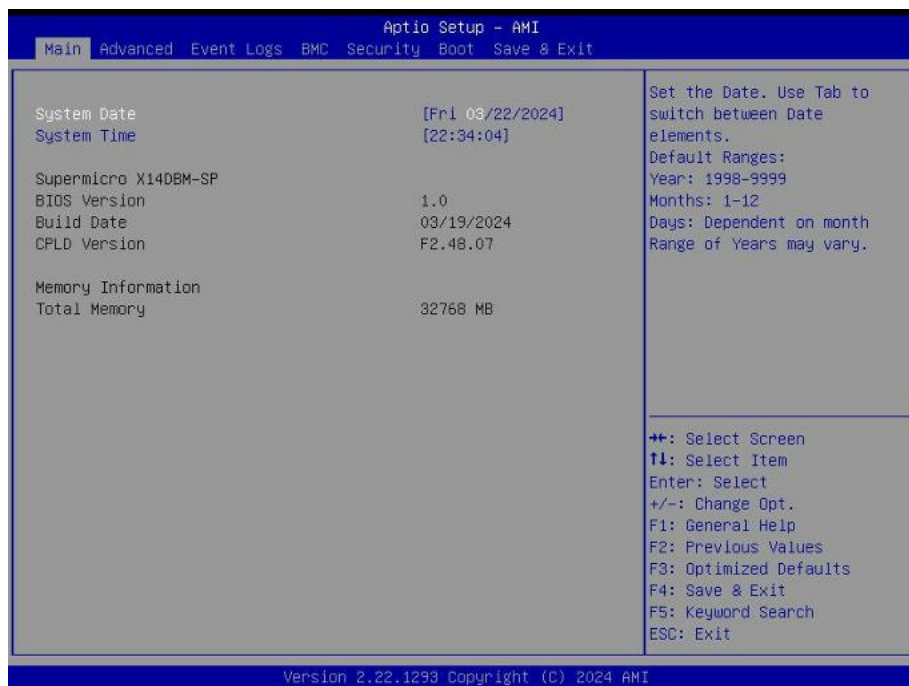 Aptio Setup – AMI
Main Advanced Event Logs BMC Security Boot Save & Exit
System Date [Fri 03/22/2024]
System Time [22:34:04]
Supermicro X14DBM-SP
BIOS Version 1.0
Build Date 03/19/2024
CPLD Version F2.48.07
Memory Information
Total Memory 32768 MB
Set the Date. Use Tab to
switch between Date
elements.
Default Ranges:
Year: 1998-9999
Months: 1-12
Days: Dependent on month
Range of Years may vary.
→←: Select Screen
↑↓: Select Item
Enter: Select
+/-: Change Opt.
F1: General Help
F2: Previous Values
F3: Optimized Defaults
F4: Save & Exit
F5: Keyword Search
ESC: Exit
Version 2.22.1293 Copyright (C) 2024 AMI